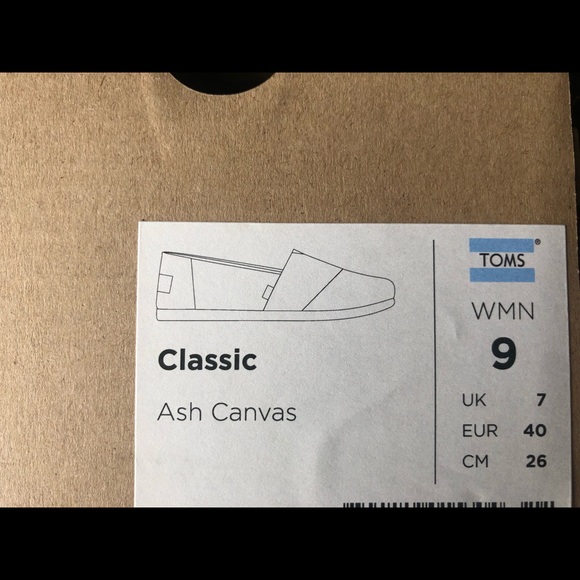 TOMS®
WMN
9
Classic
Ash Canvas
UK 7
EUR 40
CM 26